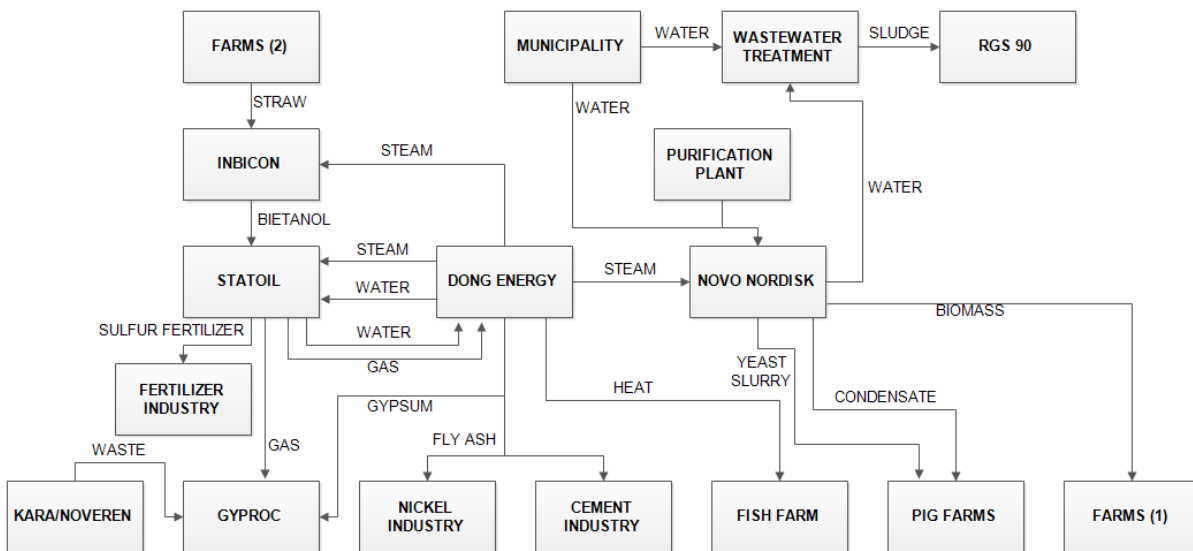 FARMS (2)
MUNICIPALITY
WATER
WASTEWATER
TREATMENT
SLUDGE
RGS 90
STRAW
WATER
INBICON
STEAM
PURIFICATION
PLANT
WATER
BIETANOL
STATOIL
STEAM
WATER
DONG ENERGY
STEAM
NOVO NORDISK
BIOMASS
SULFUR FERTILIZER
WATER
GAS
YEAST
SLURRY
FERTILIZER
INDUSTRY
GYPSUM
HEAT
CONDENSATE
WASTE
GAS
FLY ASH
KARA/NOVEREN
GYPROC
NICKEL
INDUSTRY
CEMENT
INDUSTRY
FISH FARM
PIG FARMS
FARMS (1)